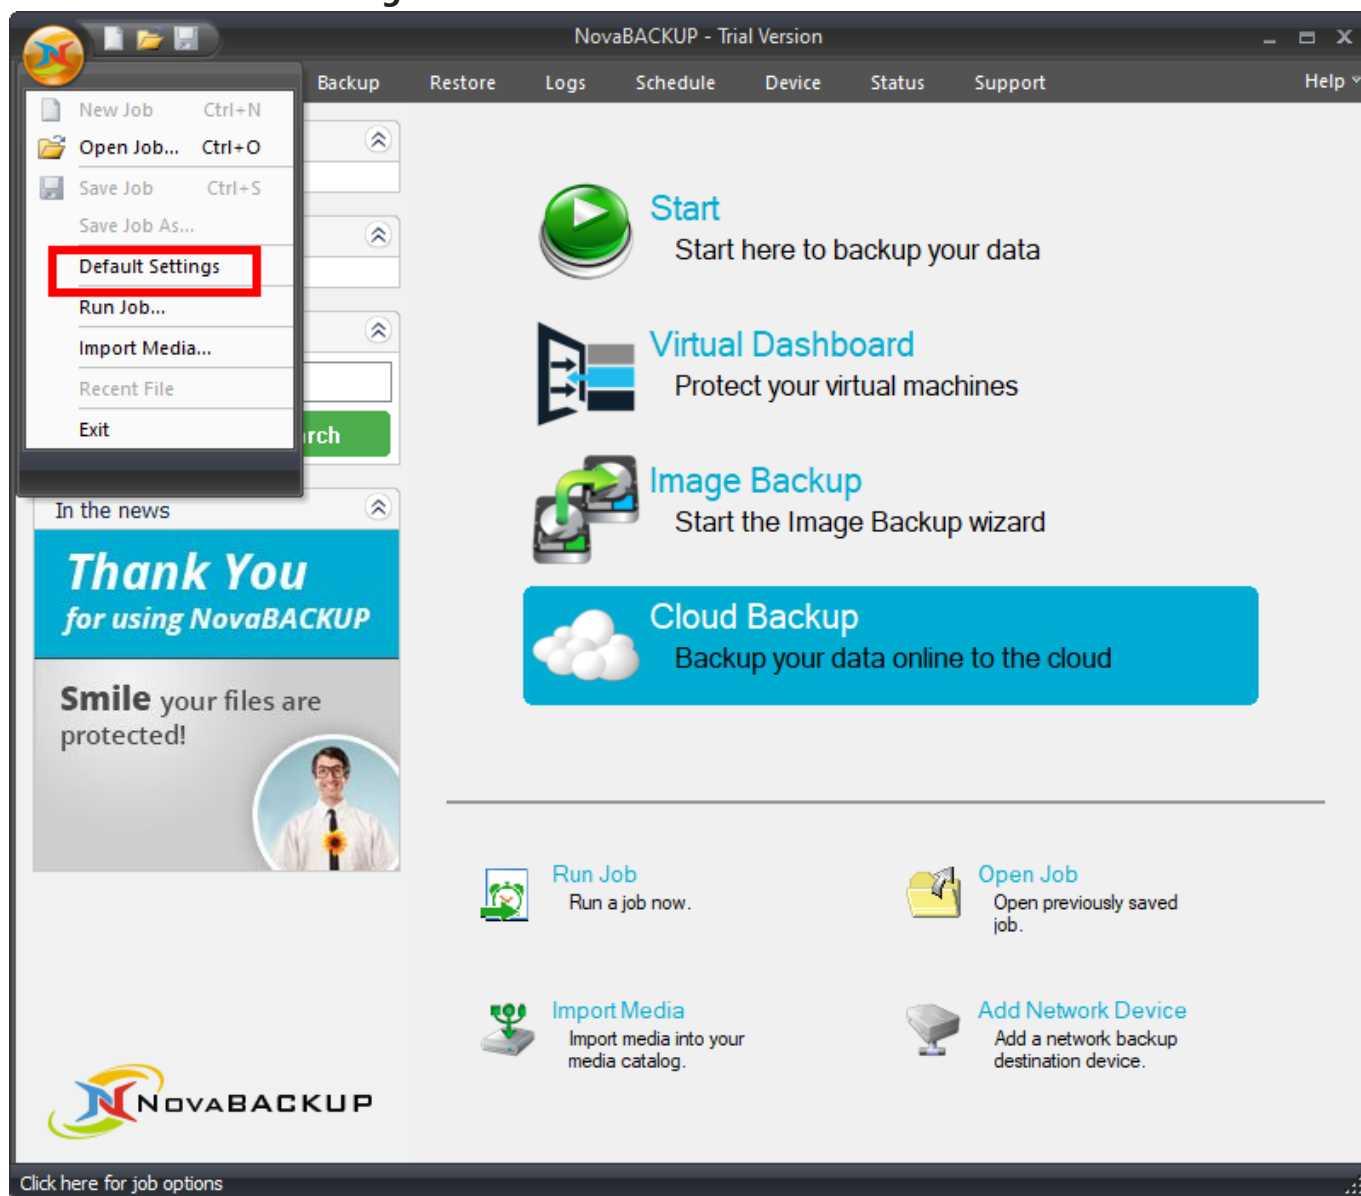 NovaBACKUP - Trial Version
Backup Restore Logs Schedule Device Status Support Help
New Job Ctrl+N
Open Job... Ctrl+O
Save Job Ctrl+S
Save Job As...
Default Settings
Run Job...
Import Media...
Recent File
Exit
In the news
Thank You
for using NovaBACKUP
Smile your files are
protected!
NovaBACKUP
Start
Start here to backup your data
Virtual Dashboard
Protect your virtual machines
Image Backup
Start the Image Backup wizard
Cloud Backup
Backup your data online to the cloud
Run Job
Run a job now.
Open Job
Open previously saved
job.
Import Media
Import media into your
media catalog.
Add Network Device
Add a network backup
destination device.
Click here for job options